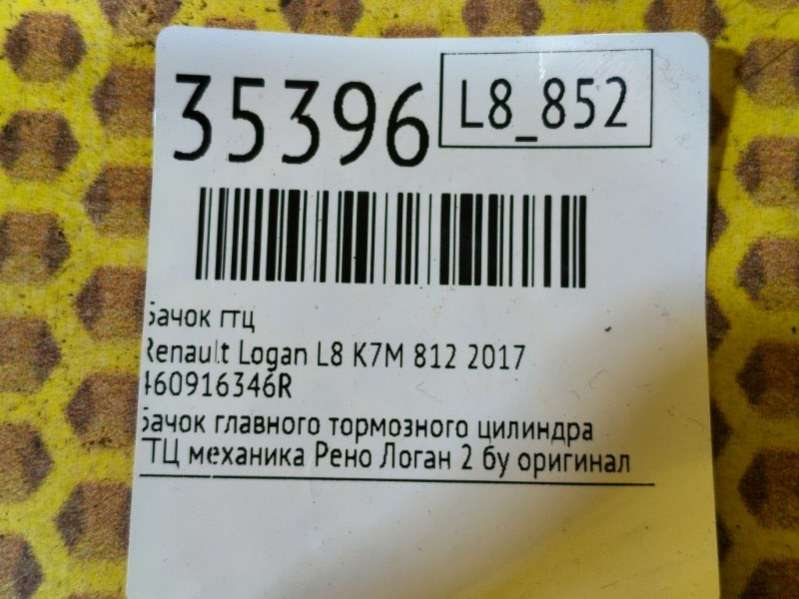 35396
L8_852
Бачок гтц
Renault Logan L8 K7M 812 2017
460916346R
Бачок главного тормозного цилиндра
ГТЦ механика Рено Логан 2 бу оригинал